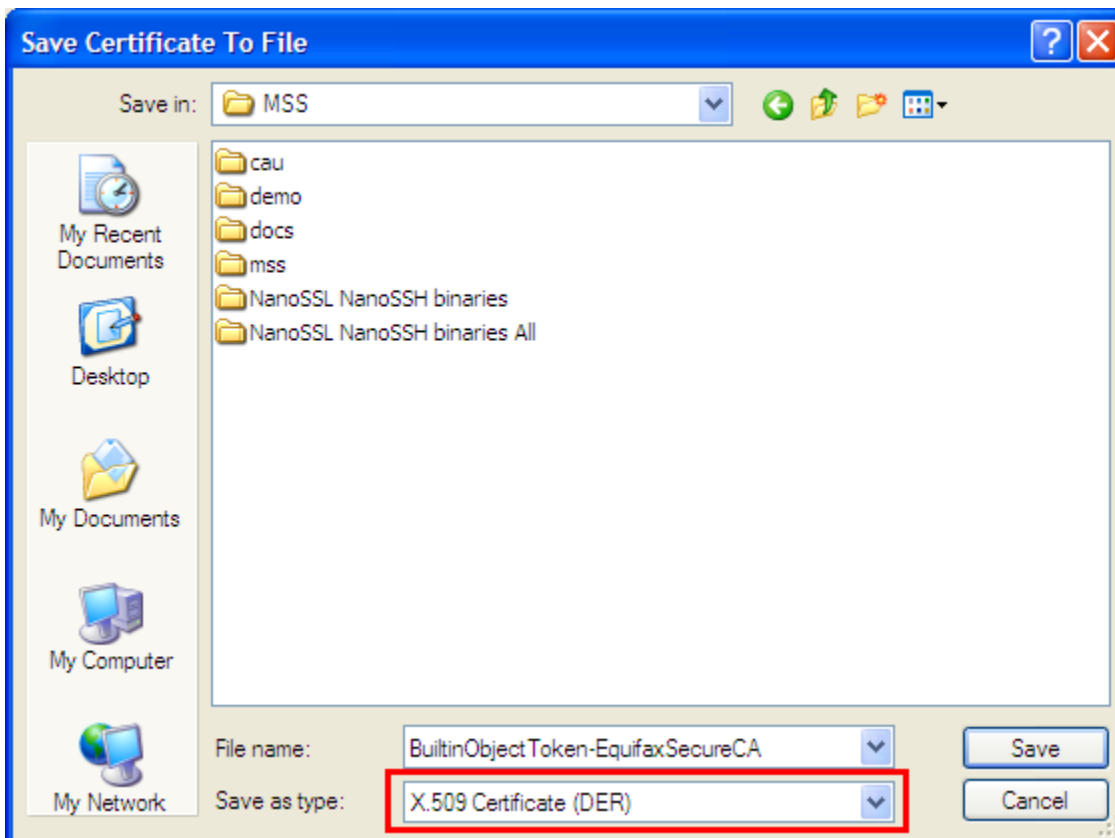 Save Certificate To File
Save in:
MSS
My Recent
Documents
Desktop
My Documents
My Computer
My Network
cau
demo
docs
mss
NanoSSL NanoSSH binaries
NanoSSL NanoSSH binaries All
File name:
BuiltinObjectToken-EquifaxSecureCA
Save
Save as type:
X.509 Certificate (DER)
Cancel